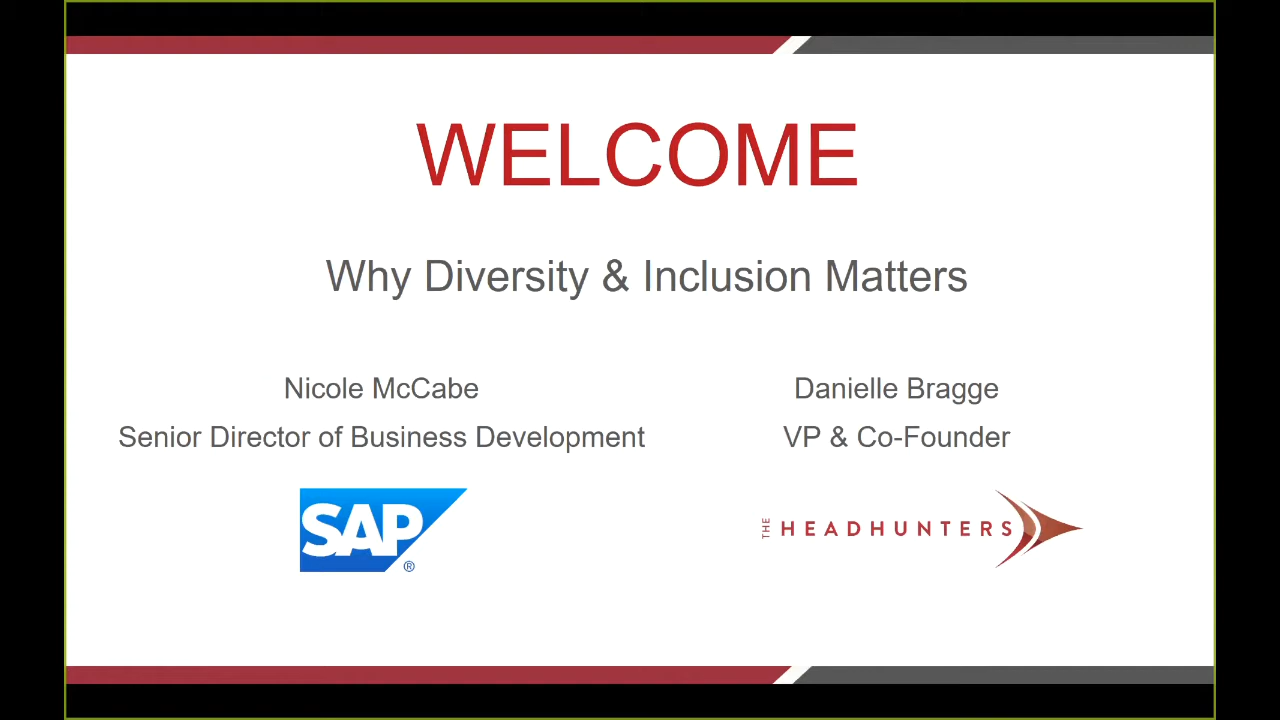 WELCOME
Why Diversity & Inclusion Matters
Nicole McCabe
Senior Director of Business Development
SAP®
Danielle Bragge
VP & Co-Founder
THE HEADHUNTERS